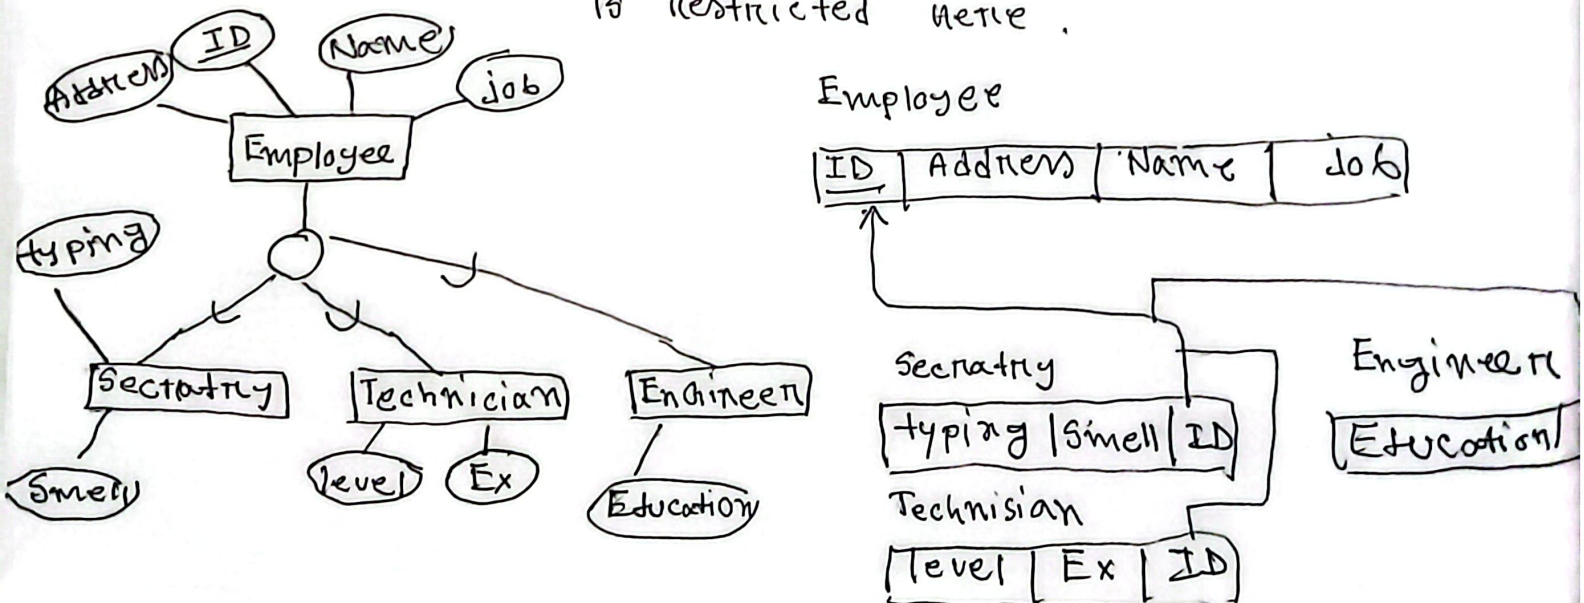 is restricted here.
Address ID Name job
Employee
typing
Secratry Technician Engineer
Smell level Ex Education
Employee
ID Address Name Job
Secratry
typing Smell ID
Technisian
level Ex ID
Engineer
Education